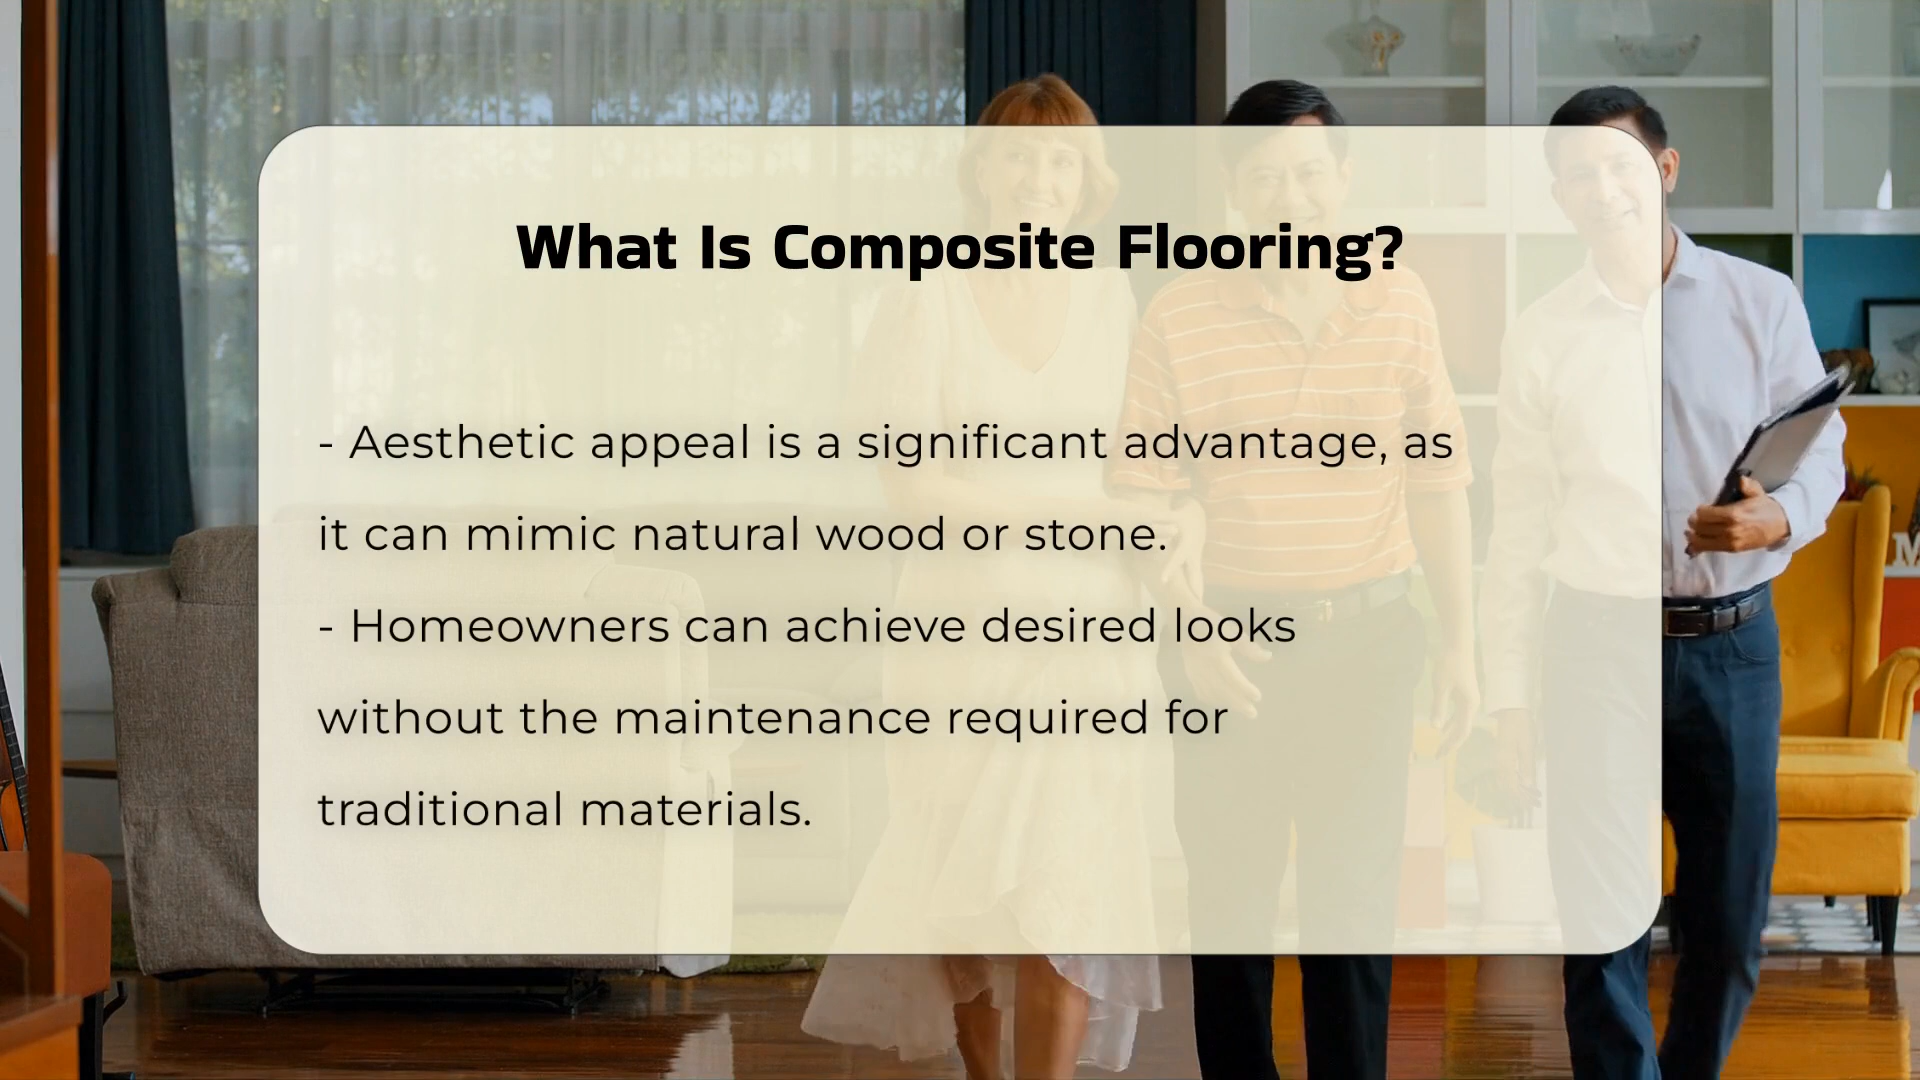 What Is Composite Flooring?
- Aesthetic appeal is a significant advantage, as
it can mimic natural wood or stone.
- Homeowners can achieve desired looks
without the maintenance required for
traditional materials.